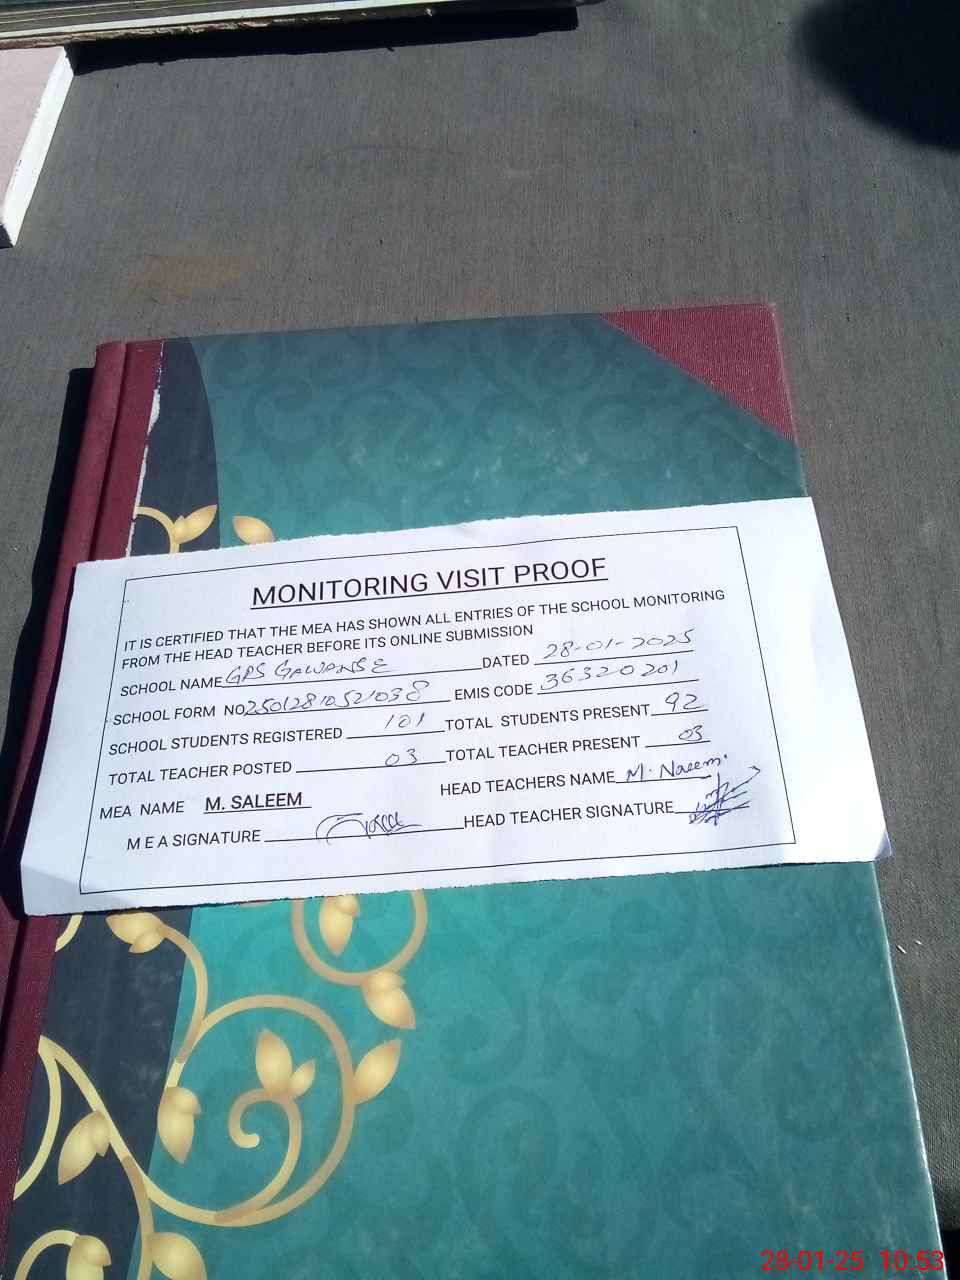 MONITORING VISIT PROOF
IT IS CERTIFIED THAT THE MEA HAS SHOWN ALL ENTRIES OF THE SCHOOL MONITORING
FROM THE HEAD TEACHER BEFORE ITS ONLINE SUBMISSION
SCHOOL NAME GPS GAWANSE DATED 28-01-2025
SCHOOL FORM NO 25012810521038 EMIS CODE 36320201
SCHOOL STUDENTS REGISTERED 101 TOTAL STUDENTS PRESENT 92
TOTAL TEACHER POSTED 03 TOTAL TEACHER PRESENT 03
MEA NAME M. SALEEM HEAD TEACHERS NAME M. Naeem.
M E A SIGNATURE HEAD TEACHER SIGNATURE
28-01-25 10:53